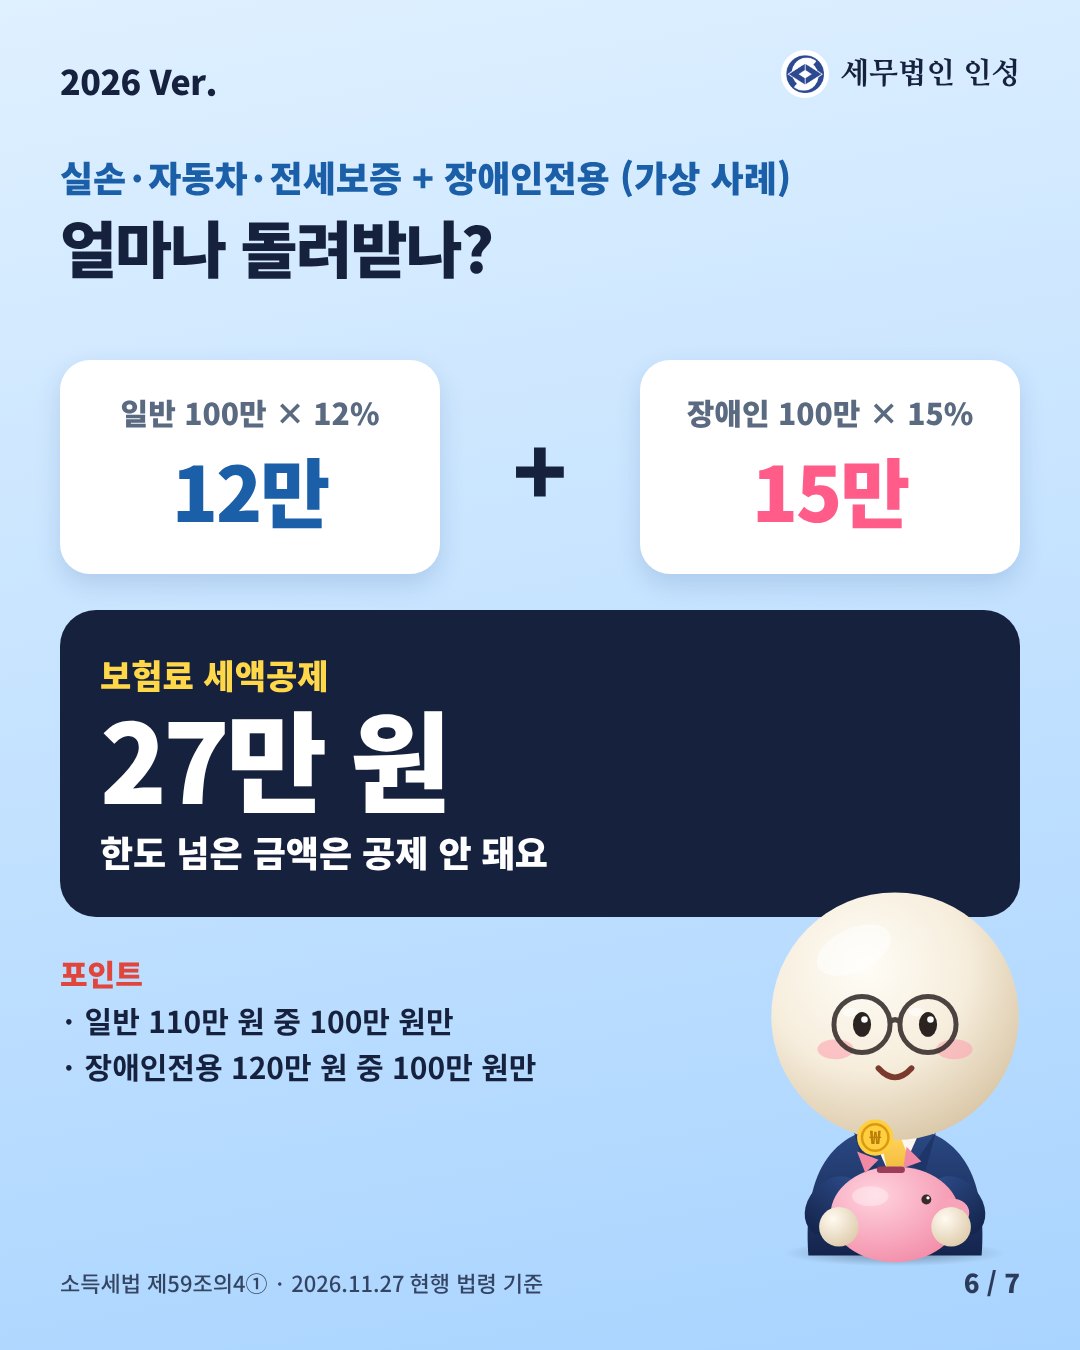 2026 Ver.
세무법인 인성
실손·자동차·전세보증 + 장애인전용 (가상 사례)
얼마나 돌려받나?
일반 100만 × 12%
12만
+
장애인 100만 × 15%
15만
보험료 세액공제
27만 원
한도 넘은 금액은 공제 안 돼요
포인트
· 일반 110만 원 중 100만 원만
· 장애인전용 120만 원 중 100만 원만
₩
소득세법 제59조의4① · 2026.11.27 현행 법령 기준
6 / 7